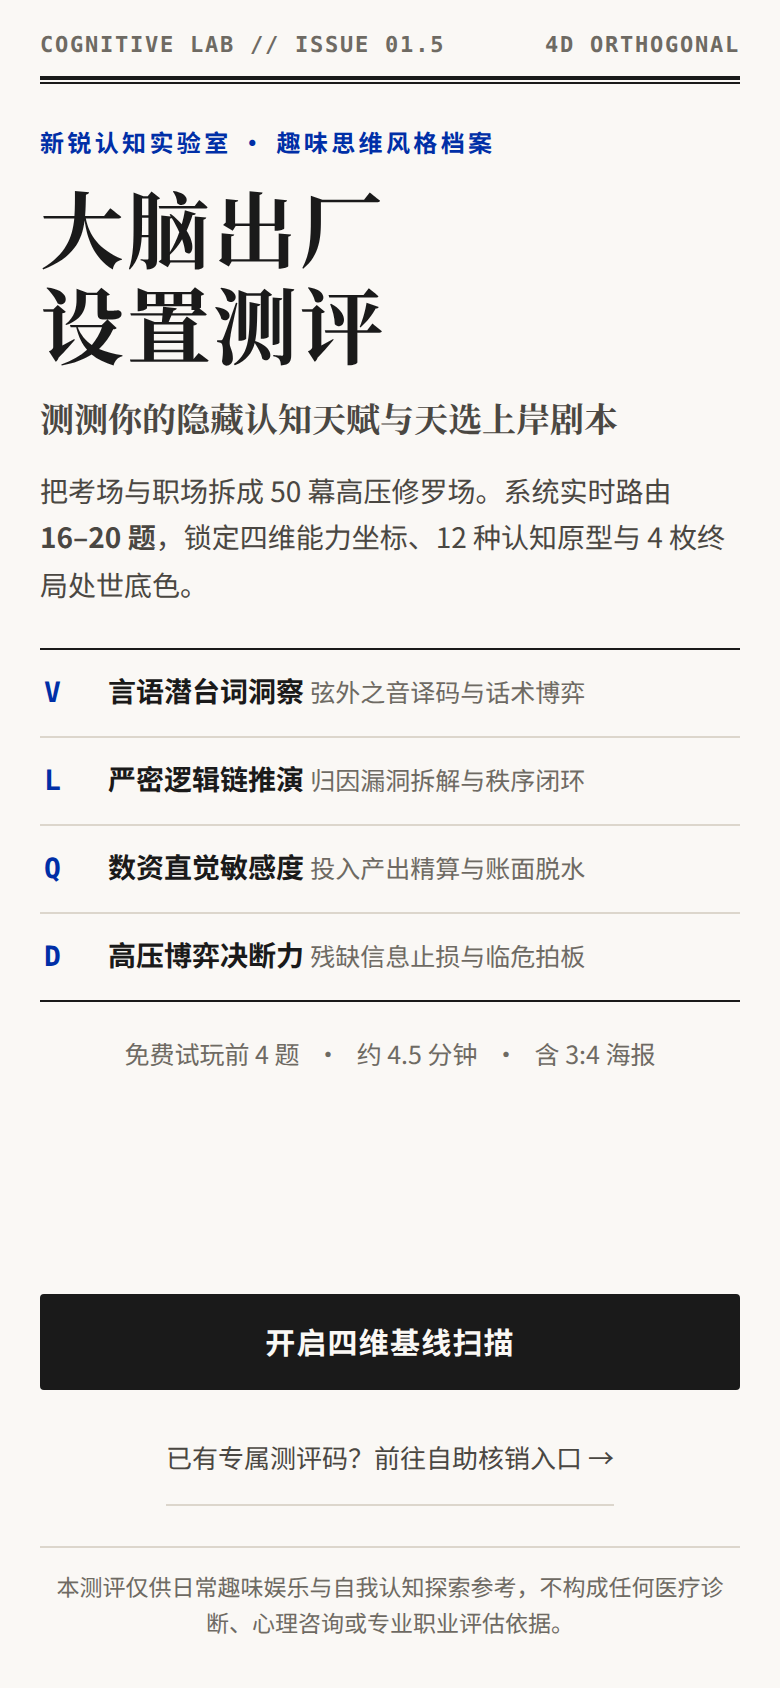 COGNITIVE LAB // ISSUE 01.5
4D ORTHOGONAL
新锐认知实验室 · 趣味思维风格档案
大脑出厂
设置测评
测测你的隐藏认知天赋与天选上岸剧本
把考场与职场拆成 50 幕高压修罗场。系统实时路由
16–20 题，锁定四维能力坐标、12 种认知原型与 4 枚终
局处世底色。
V 言语潜台词洞察 弦外之音译码与话术博弈
L 严密逻辑链推演 归因漏洞拆解与秩序闭环
Q 数资直觉敏感度 投入产出精算与账面脱水
D 高压博弈决断力 残缺信息止损与临危拍板
免费试玩前 4 题 · 约 4.5 分钟 · 含 3:4 海报
开启四维基线扫描
已有专属测评码？前往自助核销入口 →
本测评仅供日常趣味娱乐与自我认知探索参考，不构成任何医疗诊
断、心理咨询或专业职业评估依据。